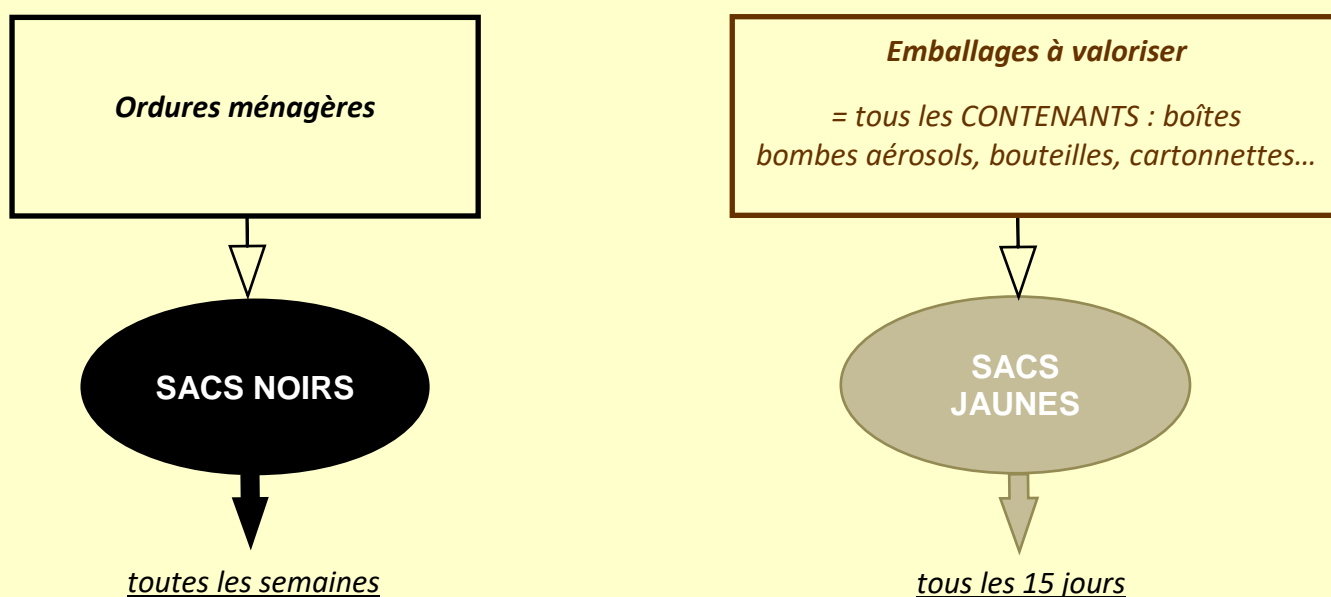 Ordures ménagères
SACS NOIRS
toutes les semaines
Emballages à valoriser
= tous les CONTENANTS : boîtes
bombes aérosols, bouteilles, cartonnettes…
SACS
JAUNES
tous les 15 jours